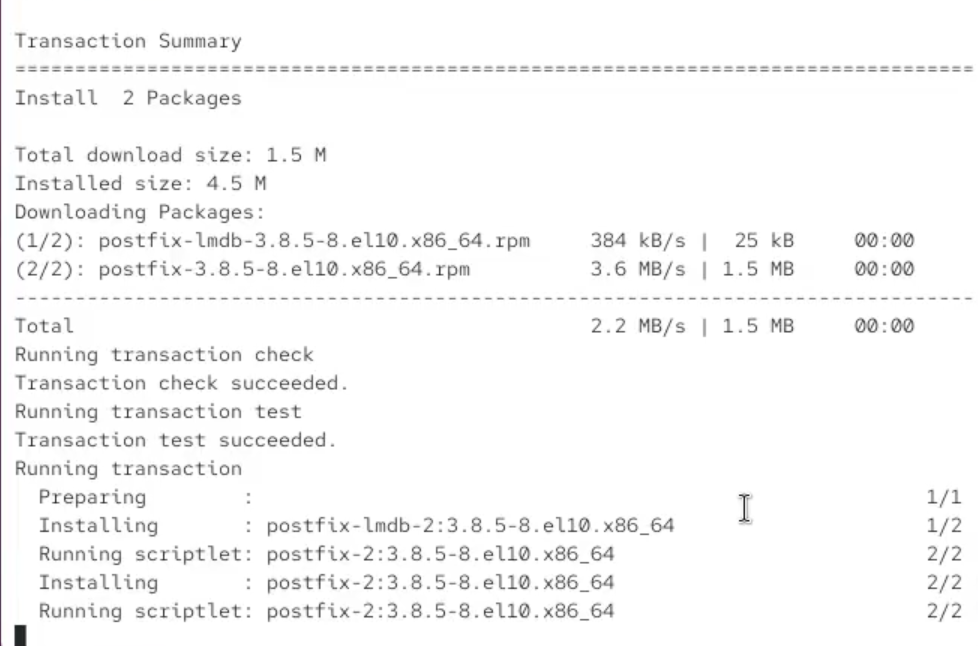 Transaction Summary
================================================================================
Install  2 Packages
Total download size: 1.5 M
Installed size: 4.5 M
Downloading Packages:
(1/2): postfix-lmdb-3.8.5-8.el10.x86_64.rpm     384 kB/s |  25 kB     00:00
(2/2): postfix-3.8.5-8.el10.x86_64.rpm          3.6 MB/s | 1.5 MB     00:00
--------------------------------------------------------------------------------
Total                                           2.2 MB/s | 1.5 MB     00:00
Running transaction check
Transaction check succeeded.
Running transaction test
Transaction test succeeded.
Running transaction
  Preparing        :                                                        1/1
  Installing       : postfix-lmdb-2:3.8.5-8.el10.x86_64                     1/2
  Running scriptlet: postfix-2:3.8.5-8.el10.x86_64                          2/2
  Installing       : postfix-2:3.8.5-8.el10.x86_64                          2/2
  Running scriptlet: postfix-2:3.8.5-8.el10.x86_64                          2/2